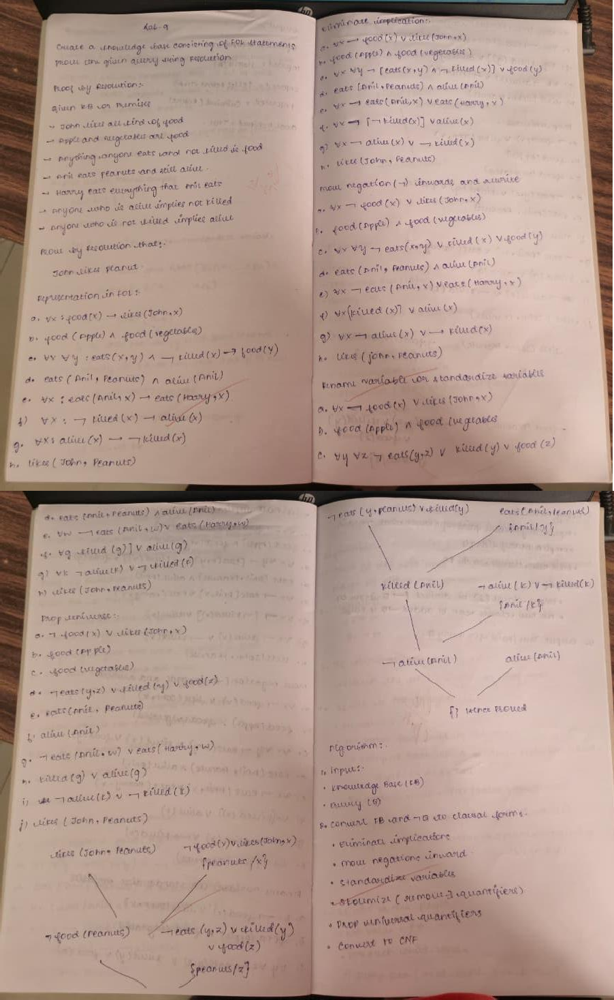 Lab-9
Create a knowledge base consisting of FOL statements
prove the given query using resolution
Proof by Resolution:-
Given KB or Premises
→ John likes all kind of food
→ Apple and vegetables are food
→ Anything anyone eats and not killed is food
→ Anil eats Peanuts and still alive.
→ Harry eats everything that Anil eats
→ Anyone who is alive implies not killed
→ Anyone who is not killed implies alive
Prove by Resolution that:-
John likes Peanut.
Representation in FOL:-
a. ∀x : food(x) → likes(John,x)
b. food(Apple) ∧ food(vegetables)
c. ∀x ∀y : eats(x,y) ∧ ¬ killed(x) → food(y)
d. eats(Anil, Peanuts) ∧ alive(Anil)
e. ∀x : eats(Anil,x) → eats(Harry,x)
f) ∀x : ¬ killed(x) → alive(x)
g. ∀x: alive(x) → ¬killed(x)
h. likes(John, Peanuts)
Eliminate implication:-
a. ∀x ¬ food(x) ∨ likes(John,x)
b. food(Apple) ∧ food(vegetables)
c. ∀x ∀y ¬ [eats(x,y) ∧ ¬ killed(x)] ∨ food(y)
d. eats [Anil, Peanuts) ∧ alive(Anil)
e. ∀x ¬ eats(Anil,x) ∨ eats(Harry,x)
f. ∀x ¬ [¬killed(x)] ∨ alive(x)
g) ∀x ¬ alive(x) ∨ ¬ killed(x)
h. likes(John, Peanuts)
move negation(¬) inwards and rewrite
a. ∀x ¬ food(x) ∨ likes(John,x)
b. food(Apple) ∧ food(vegetables)
c. ∀x ∀y ¬ eats(x,y) ∨ killed(x) ∨ food(y)
d. eats(Anil, Peanuts) ∧ alive(Anil)
e) ∀x ¬ eats(Anil,x) ∨ eats(Harry,x)
f) ∀x[killed(x)] ∨ alive(x)
g) ∀x ¬ alive(x) ∨ ¬ killed(x)
h. likes(John, Peanuts)
Rename variable or standardize variables
a. ∀x ¬ food(x) ∨ likes(John,x)
b. food(Apple) ∧ food(vegetables
c. ∀y ∀z ¬ eats(y,z) ∨ killed(y) ∨ food(z)
d. eats (Anil, Peanuts) ∧ alive(Anil)
e. ∀w ¬ eats(Anil,w) ∨ eats(Harry,w)
f. ∀g killed(g)] ∨ alive(g)
g) ∀k ¬ alive(k) ∨ ¬ killed(k)
h) likes(John, Peanuts)
Drop universe:-
a. ¬ food(x) ∨ likes(John,x)
b. food(Apple)
c. food(vegetables)
d. ¬eats(y,z) ∨ killed(y) ∨ food(z)
e. eats(Anil, Peanuts)
f. alive(Anil)
g. ¬eats(Anil,w) ∨ eats(Harry,w)
h. killed(g) ∨ alive(g)
i) ¬alive(k) ∨ ¬killed(k)
j) likes(John, Peanuts)
likes(John, Peanuts) ¬food(x) ∨ likes(John,x)
{peanuts/x}
¬food(Peanuts) ¬eats(y,z) ∨ killed(y)
∨ food(z)
{peanuts/z}
¬eats(y,peanuts) ∨ killed(y) eats(Anil, Peanuts)
{Anil/y}
killed(Anil) ¬alive(k) ∨ ¬killed(k)
{Anil/k}
¬alive(Anil) alive(Anil)
{} Hence Proved
Algorithm:-
1. Input:-
• Knowledge Base (KB)
• Query (Q)
2. Convert KB and ¬Q to clausal form:
• Eliminate implications
• move negations inward.
• Standardize variables
• Skolemize (remove ∃ quantifiers)
• Drop universal quantifiers
• Convert to CNF